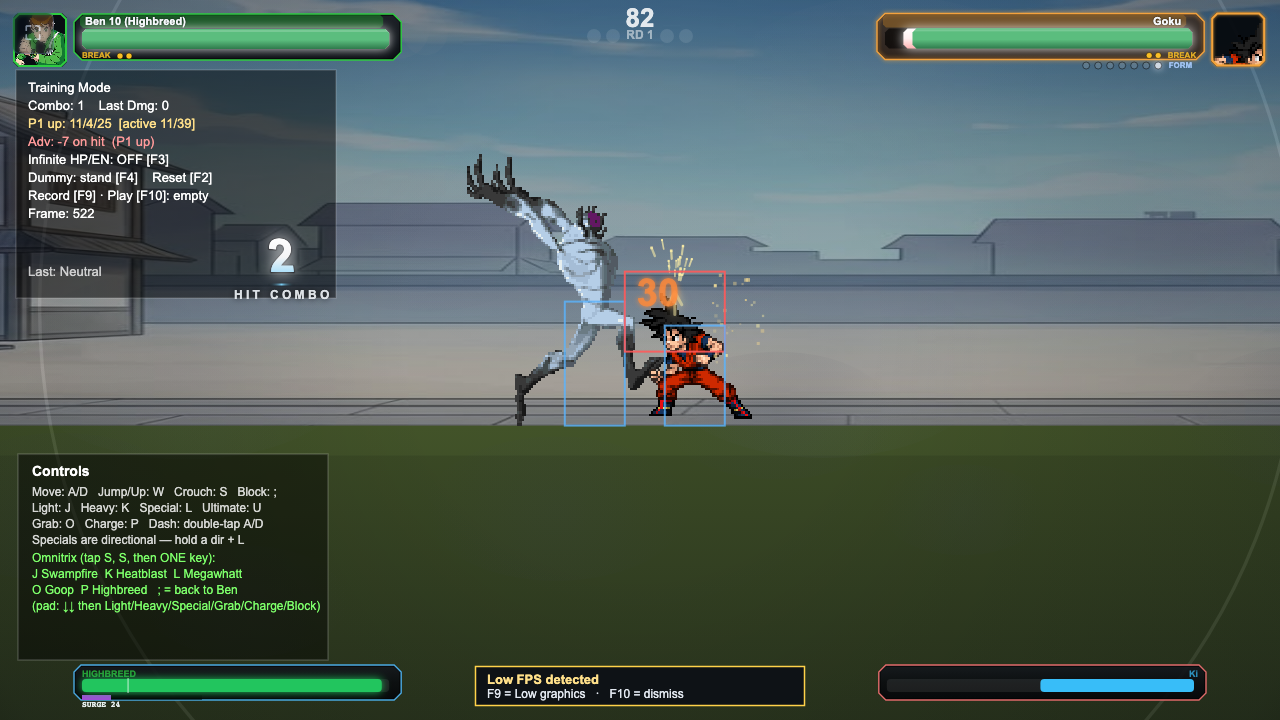 Ben 10 (Highbreed)
BREAK
82
RD 1
Goku
BREAK
FORM
Training Mode
Combo: 1 Last Dmg: 0
P1 up: 11/4/25 [active 11/39]
Adv: -7 on hit (P1 up)
Infinite HP/EN: OFF [F3]
Dummy: stand [F4] Reset [F2]
Record [F9] · Play [F10]: empty
Frame: 522
Last: Neutral
2
HIT COMBO
30
Controls
Move: A/D Jump/Up: W Crouch: S Block: ;
Light: J Heavy: K Special: L Ultimate: U
Grab: O Charge: P Dash: double-tap A/D
Specials are directional — hold a dir + L
Omnitrix (tap S, S, then ONE key):
J Swampfire K Heatblast L Megawhatt
O Goop P Highbreed ; = back to Ben
(pad: ↓↓ then Light/Heavy/Special/Grab/Charge/Block)
HIGHBREED
SURGE 24
Low FPS detected
F9 = Low graphics · F10 = dismiss
Ki